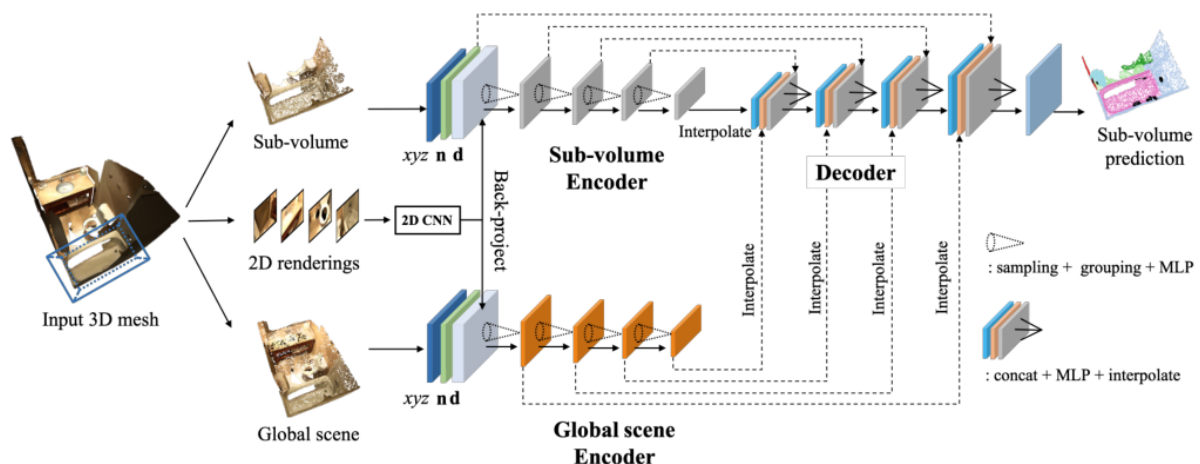 Sub-volume
xyz n d
Sub-volume
Encoder
Interpolate
Decoder
Sub-volume
prediction
Input 3D mesh
2D renderings
2D CNN
Back-project
Interpolate
Interpolate
Interpolate
Interpolate
: sampling + grouping + MLP
: concat + MLP + interpolate
Global scene
xyz n d
Global scene
Encoder